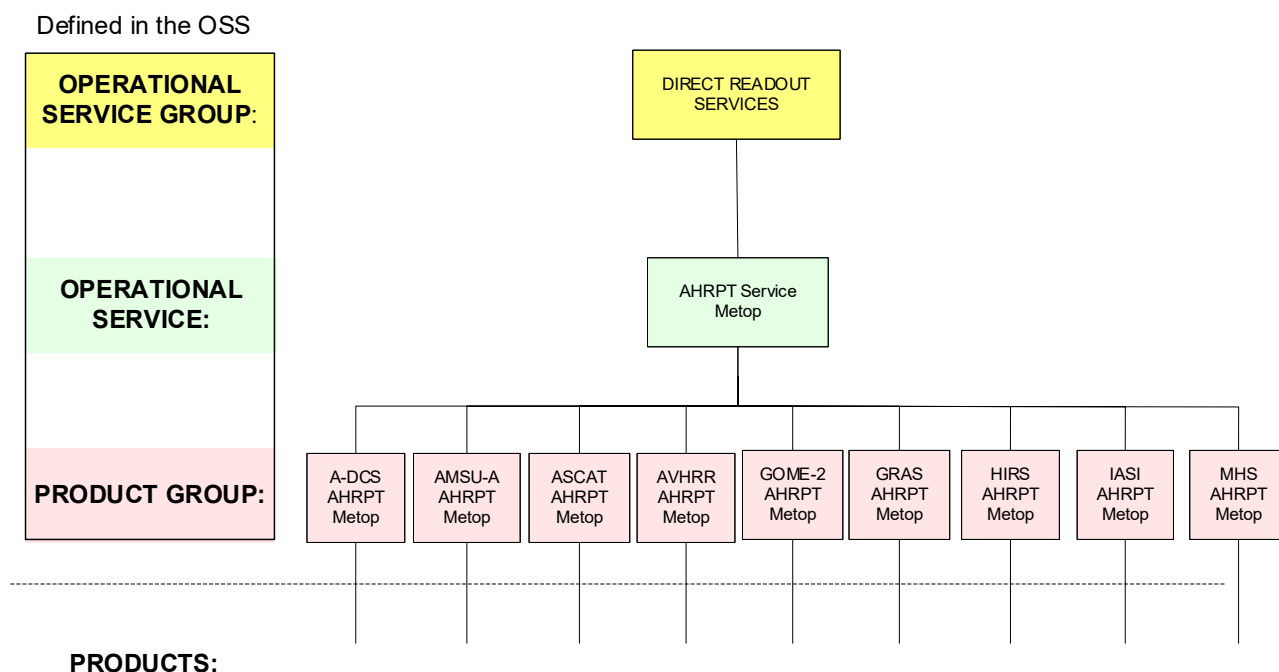 Defined in the OSS
OPERATIONAL
SERVICE GROUP:
DIRECT READOUT
SERVICES
OPERATIONAL
SERVICE:
AHRPT Service
Metop
PRODUCT GROUP:
A-DCS
AHRPT
Metop
AMSU-A
AHRPT
Metop
ASCAT
AHRPT
Metop
AVHRR
AHRPT
Metop
GOME-2
AHRPT
Metop
GRAS
AHRPT
Metop
HIRS
AHRPT
Metop
IASI
AHRPT
Metop
MHS
AHRPT
Metop
PRODUCTS: